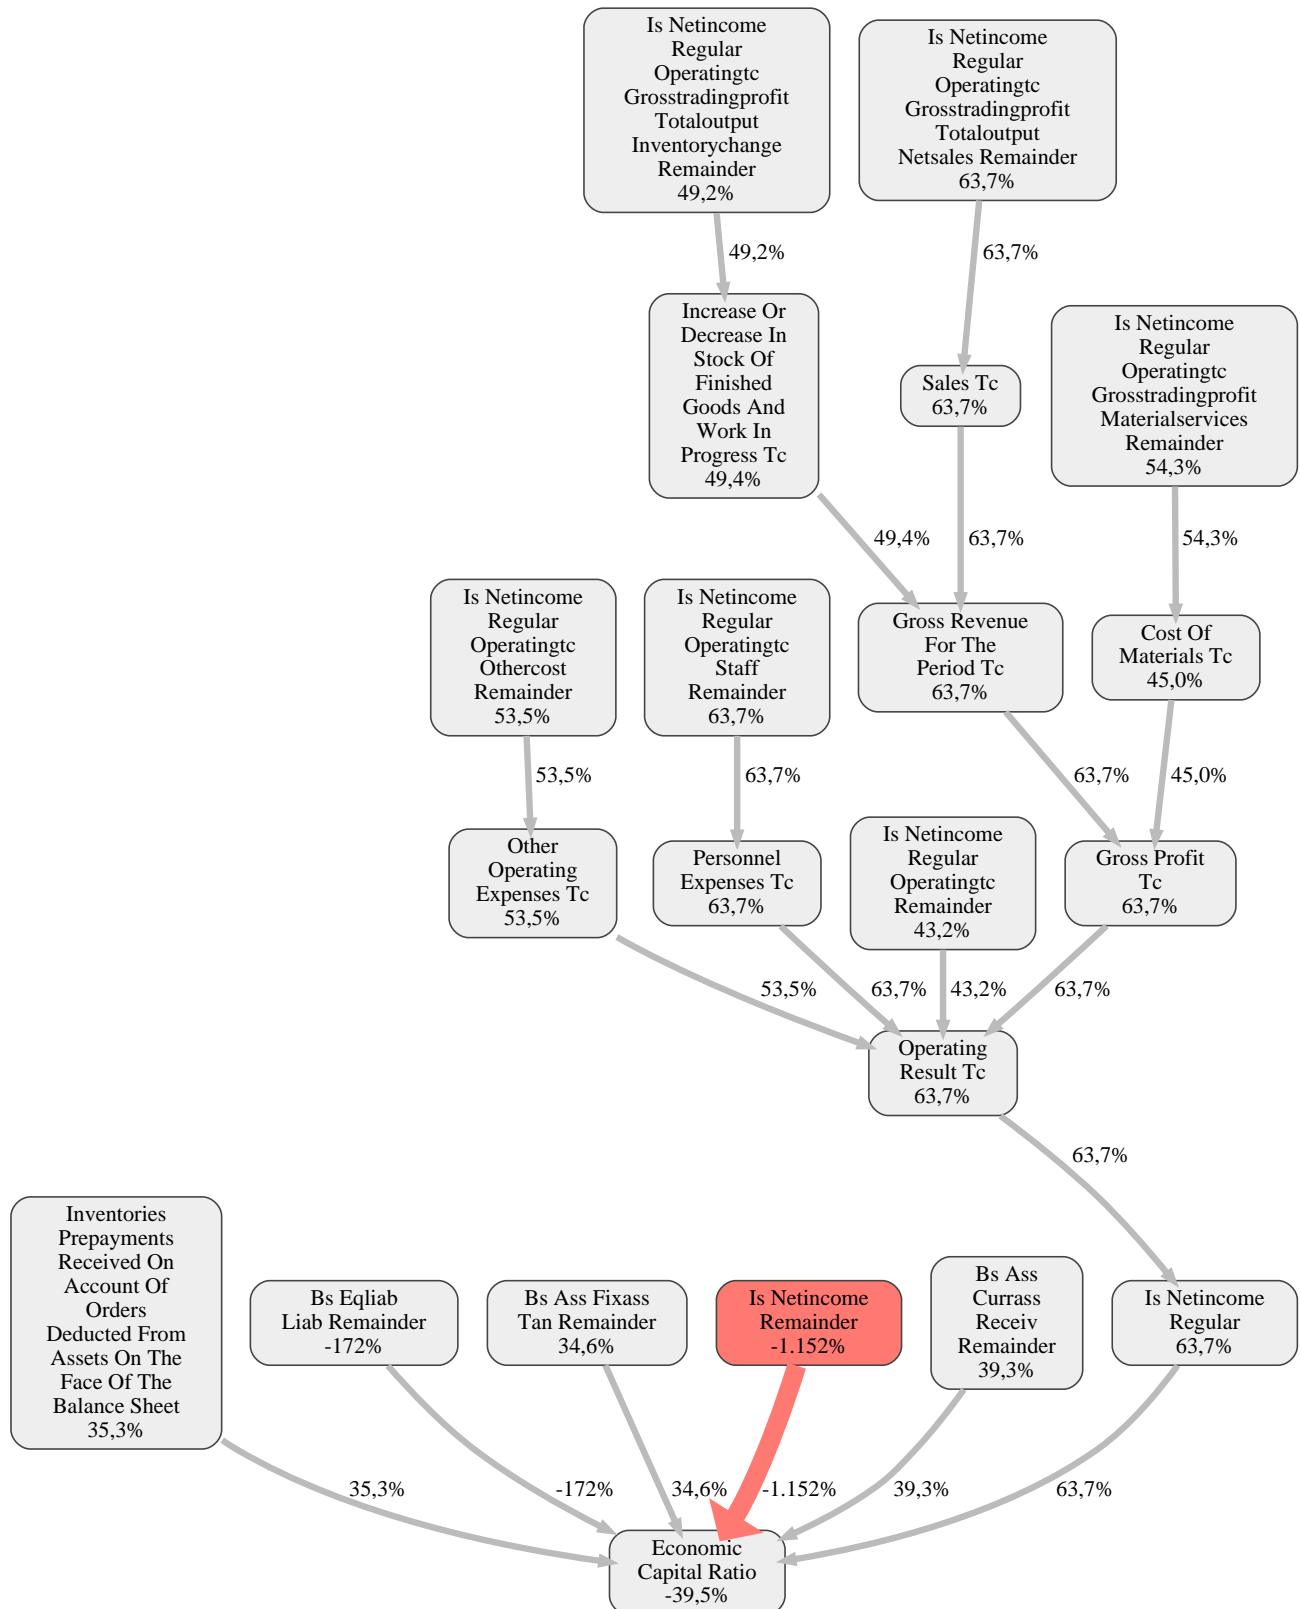 Is Netincome
Regular
Operatingtc
Grosstradingprofit
Totaloutput
Inventorychange
Remainder
49,2%
Is Netincome
Regular
Operatingtc
Grosstradingprofit
Totaloutput
Netsales Remainder
63,7%
49,2%
63,7%
Increase Or
Decrease In
Stock Of
Finished
Goods And
Work In
Progress Tc
49,4%
Sales Tc
63,7%
Is Netincome
Regular
Operatingtc
Grosstradingprofit
Materialservices
Remainder
54,3%
49,4%
63,7%
54,3%
Is Netincome
Regular
Operatingtc
Othercost
Remainder
53,5%
Is Netincome
Regular
Operatingtc
Staff
Remainder
63,7%
Gross Revenue
For The
Period Tc
63,7%
Cost Of
Materials Tc
45,0%
53,5%
63,7%
63,7%
45,0%
Other
Operating
Expenses Tc
53,5%
Personnel
Expenses Tc
63,7%
Is Netincome
Regular
Operatingtc
Remainder
43,2%
Gross Profit
Tc
63,7%
53,5%
63,7%
43,2%
63,7%
Operating
Result Tc
63,7%
63,7%
Inventories
Prepayments
Received On
Account Of
Orders
Deducted From
Assets On The
Face Of The
Balance Sheet
35,3%
Bs Eqliab
Liab Remainder
-172%
Bs Ass Fixass
Tan Remainder
34,6%
Is Netincome
Remainder
-1.152%
Bs Ass
Currass
Receiv
Remainder
39,3%
Is Netincome
Regular
63,7%
35,3%
-172%
34,6%
-1.152%
39,3%
63,7%
Economic
Capital Ratio
-39,5%